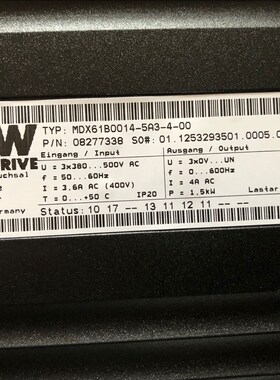 TYP: MDX61B0014-5A3-4-00
P/N: 08277338 SO#: 01.1253293501.0005.0
W
DRIVE
uchsal
Eingang / Input
Ausgang / Output
U = 3x380...500V AC
U = 3x0V...UN
f = 50...60Hz
f = 0...600Hz
I = 3.6A AC (400V)
I = 4A AC
T = 0...+50 C
IP20
P = 1,5kW
Lastar
ermany
Status: 10 17 -- 13 11 12 11 -- --